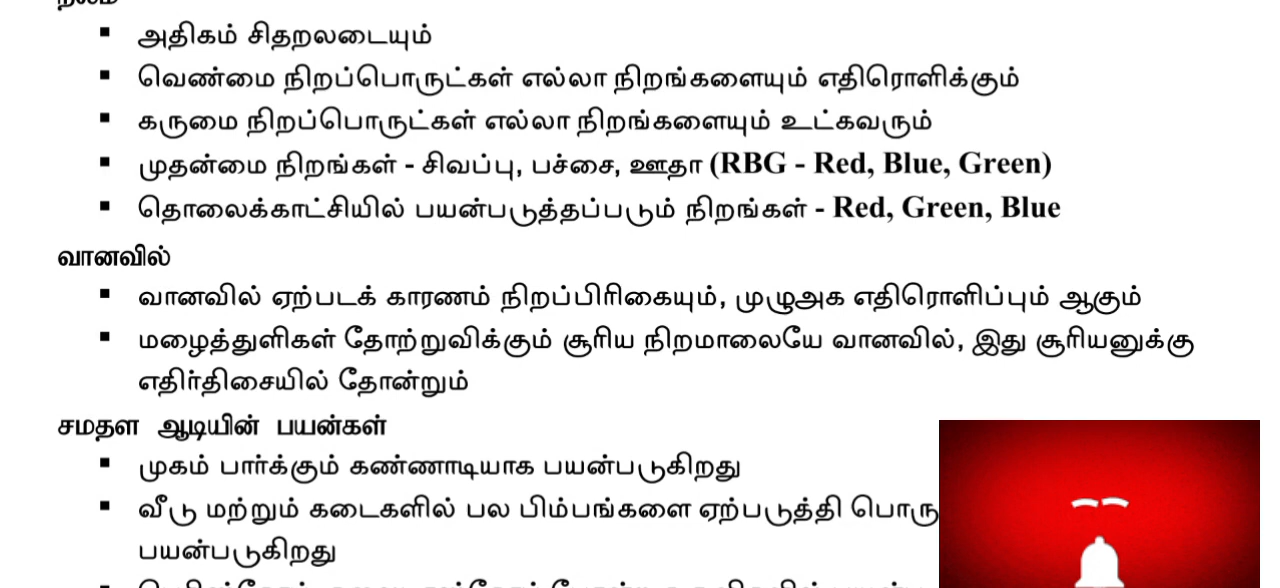 நீலம்
▪ அதிகம் சிதறலடையும்
▪ வெண்மை நிறப்பொருட்கள் எல்லா நிறங்களையும் எதிரொளிக்கும்
▪ கருமை நிறப்பொருட்கள் எல்லா நிறங்களையும் உட்கவரும்
▪ முதன்மை நிறங்கள் - சிவப்பு, பச்சை, ஊதா (RBG - Red, Blue, Green)
▪ தொலைக்காட்சியில் பயன்படுத்தப்படும் நிறங்கள் - Red, Green, Blue
வானவில்
▪ வானவில் ஏற்படக் காரணம் நிறப்பிரிகையும், முழுஅக எதிரொளிப்பும் ஆகும்
▪ மழைத்துளிகள் தோற்றுவிக்கும் சூரிய நிறமாலையே வானவில், இது சூரியனுக்கு
எதிர்திசையில் தோன்றும்
சமதள ஆடியின் பயன்கள்
▪ முகம் பார்க்கும் கண்ணாடியாக பயன்படுகிறது
▪ வீடு மற்றும் கடைகளில் பல பிம்பங்களை ஏற்படுத்தி பொரு
பயன்படுகிறது